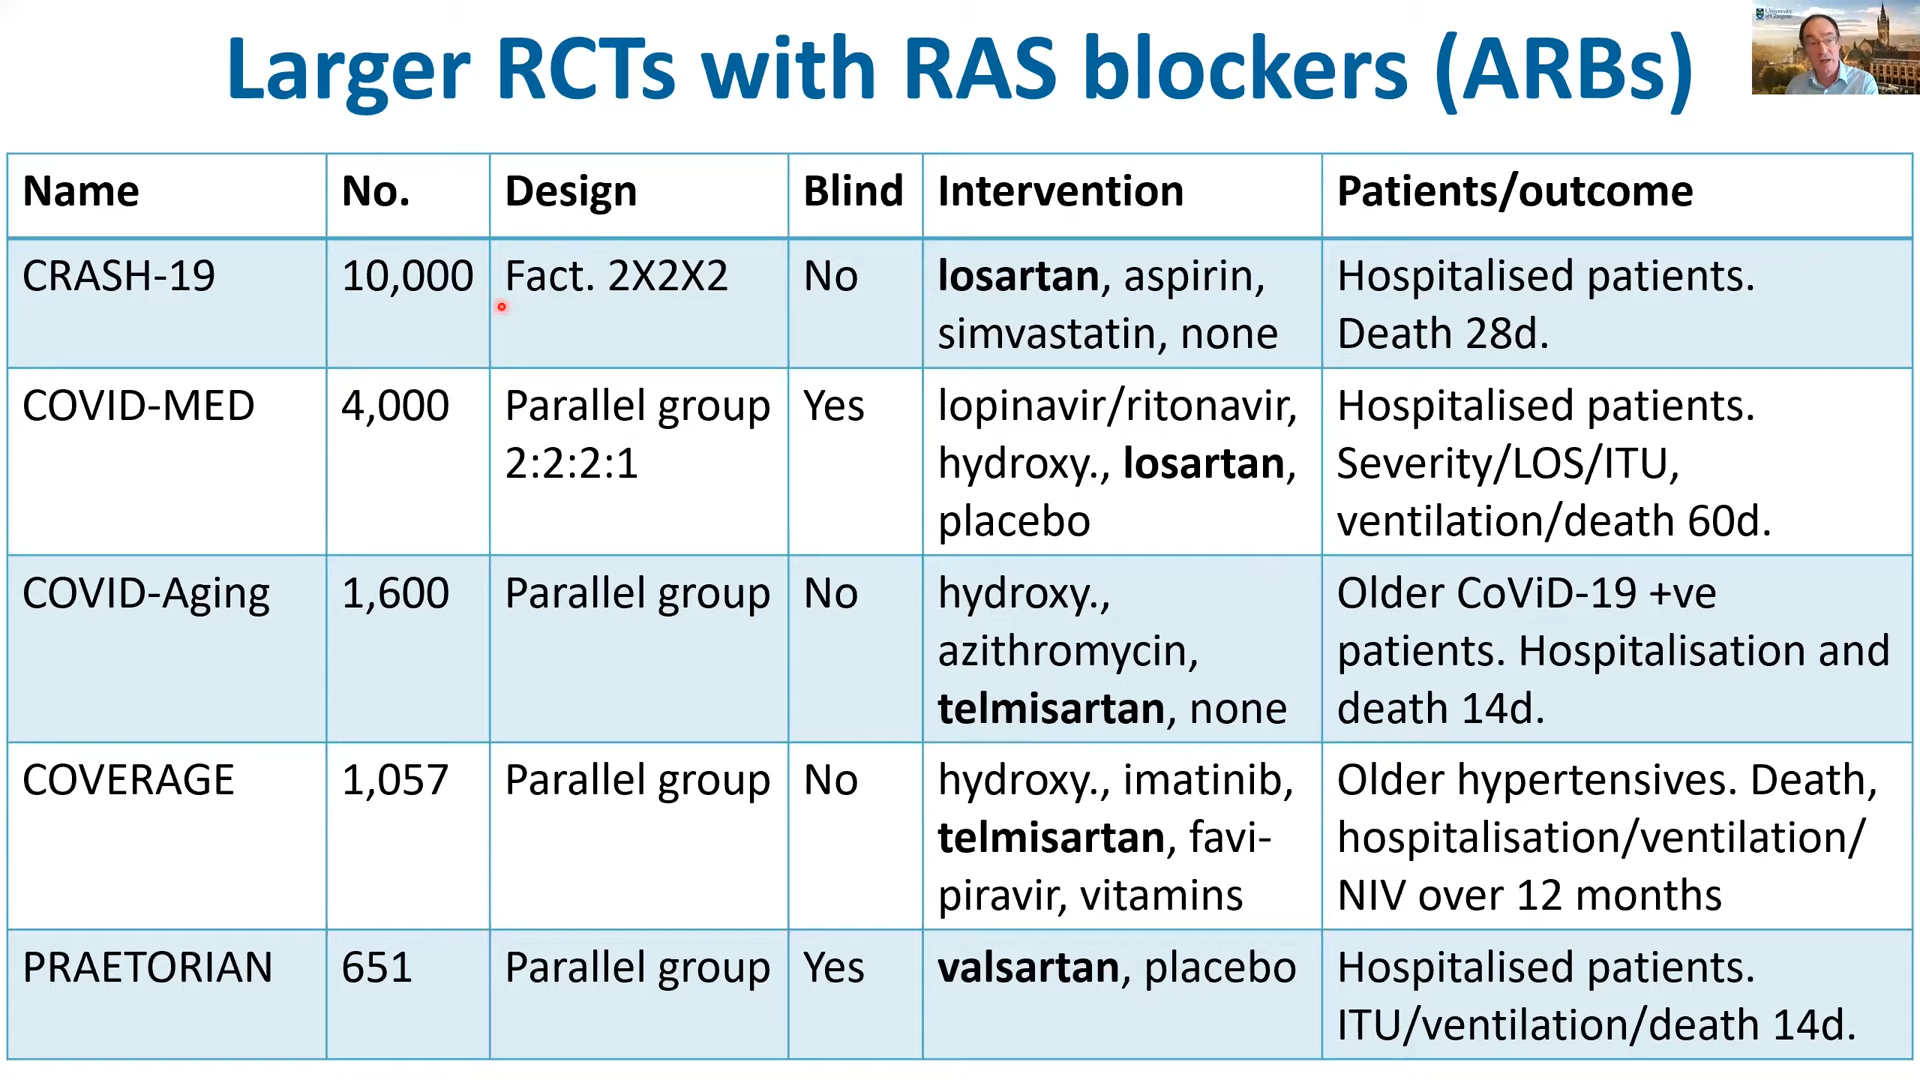 Larger RCTs with RAS blockers (ARBs)
University of Glasgow
Name No. Design Blind Intervention Patients/outcome
CRASH-19 10,000 Fact. 2X2X2 No losartan, aspirin, Hospitalised patients.
simvastatin, none Death 28d.
COVID-MED 4,000 Parallel group Yes lopinavir/ritonavir, Hospitalised patients.
2:2:2:1 hydroxy., losartan, Severity/LOS/ITU,
placebo ventilation/death 60d.
COVID-Aging 1,600 Parallel group No hydroxy., Older CoViD-19 +ve
azithromycin, patients. Hospitalisation and
telmisartan, none death 14d.
COVERAGE 1,057 Parallel group No hydroxy., imatinib, Older hypertensives. Death,
telmisartan, favi- hospitalisation/ventilation/
piravir, vitamins NIV over 12 months
PRAETORIAN 651 Parallel group Yes valsartan, placebo Hospitalised patients.
ITU/ventilation/death 14d.